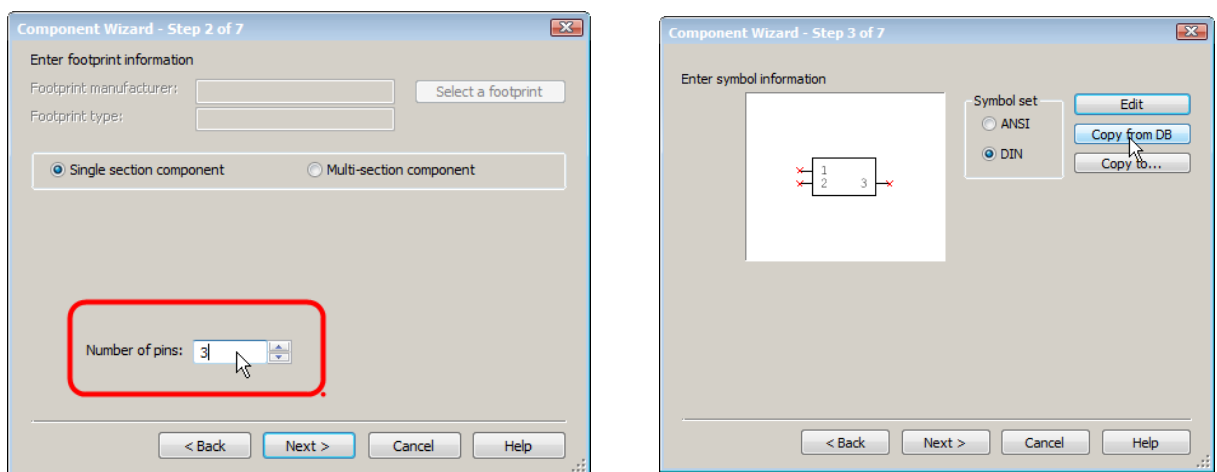 Component Wizard - Step 2 of 7
Enter footprint information
Footprint manufacturer:
Select a footprint
Footprint type:
Single section component
Multi-section component
Number of pins: 3
< Back
Next >
Cancel
Help
Component Wizard - Step 3 of 7
Enter symbol information
Symbol set
ANSI
DIN
Edit
Copy from DB
Copy to...
1
2 3
< Back
Next >
Cancel
Help